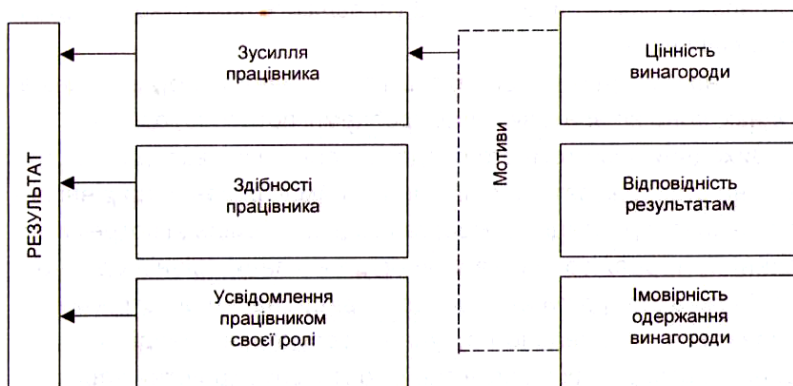 РЕЗУЛЬТАТ
Зусилля
працівника
Здібності
працівника
Усвідомлення
працівником
своєї ролі
Мотиви
Цінність
винагороди
Відповідність
результатам
Імовірність
одержання
винагороди